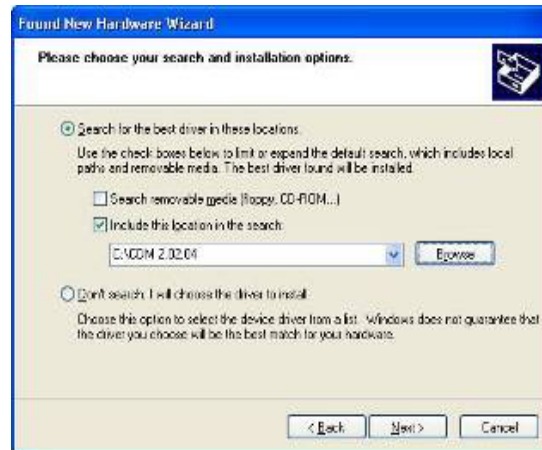 Found New Hardware Wizard
Please choose your search and installation options.
Search for the best driver in these locations.
Use the check boxes below to limit or expand the default search, which includes local
paths and removable media. The best driver found will be installed.
Search removable media (floppy, CD-ROM...)
Include this location in the search:
C:\CDM 2.02.04
Browse
Don't search. I will choose the driver to install.
Choose this option to select the device driver from a list. Windows does not guarantee that
the driver you choose will be the best match for your hardware.
< Back
Next >
Cancel